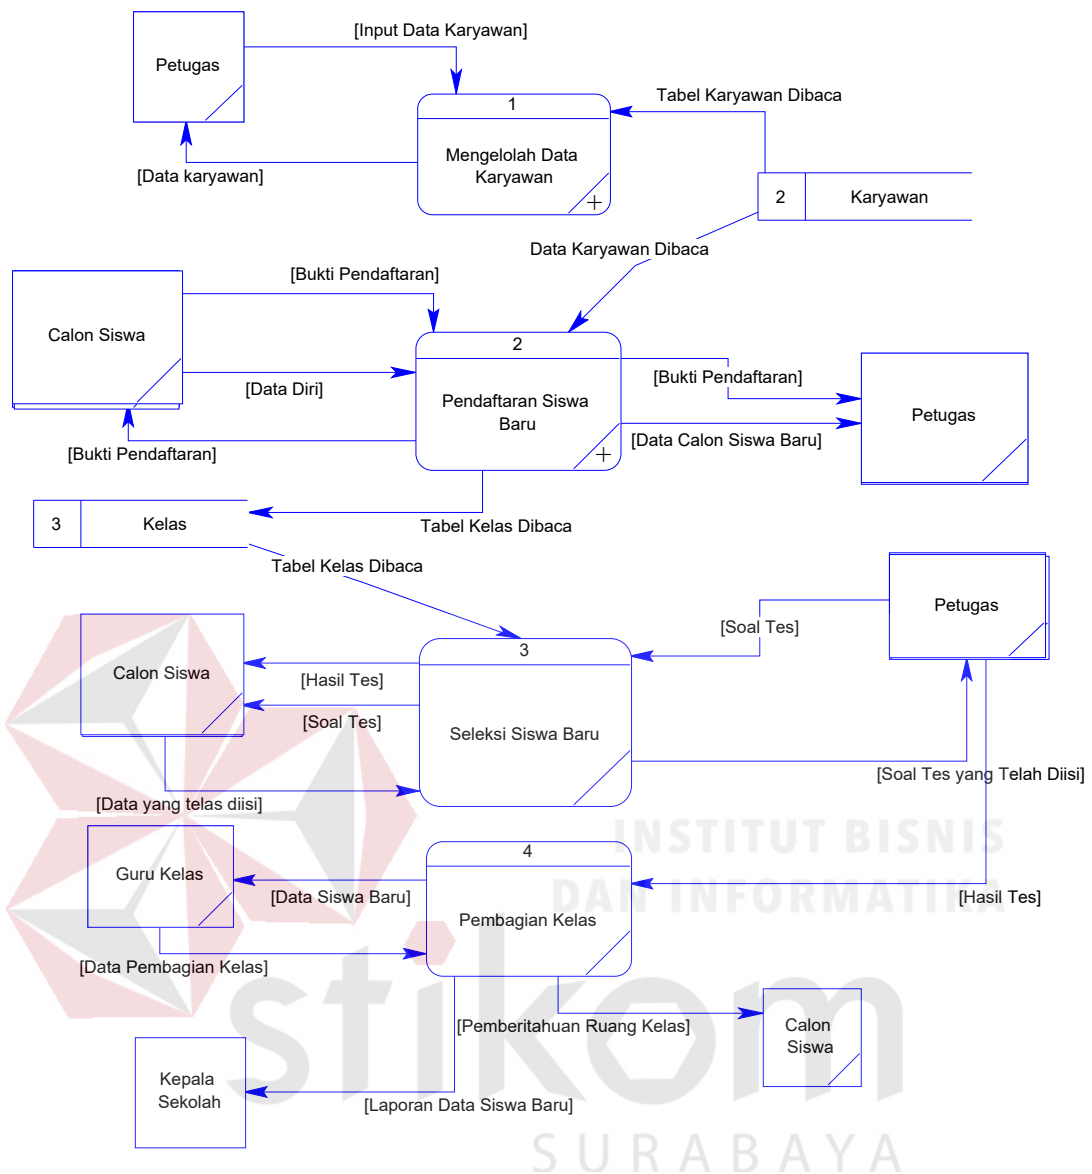 [Input Data Karyawan]
Petugas
Tabel Karyawan Dibaca
1
Mengelolah Data
Karyawan
[Data karyawan]
2
Karyawan
Data Karyawan Dibaca
[Bukti Pendaftaran]
Calon Siswa
2
[Data Diri]
Pendaftaran Siswa
Baru
[Bukti Pendaftaran]
Petugas
[Data Calon Siswa Baru]
[Bukti Pendaftaran]
3
Kelas
Tabel Kelas Dibaca
Tabel Kelas Dibaca
Petugas
[Soal Tes]
3
Calon Siswa
[Hasil Tes]
[Soal Tes]
Seleksi Siswa Baru
[Soal Tes yang Telah Diisi]
[Data yang telas diisi]
INSTITUT BISNIS
DAN INFORMATIKA
4
Guru Kelas
[Data Siswa Baru]
[Hasil Tes]
Pembagian Kelas
[Data Pembagian Kelas]
stikom
[Pemberitahuan Ruang Kelas]
Calon
Siswa
Kepala
Sekolah
[Laporan Data Siswa Baru]
SURABAYA